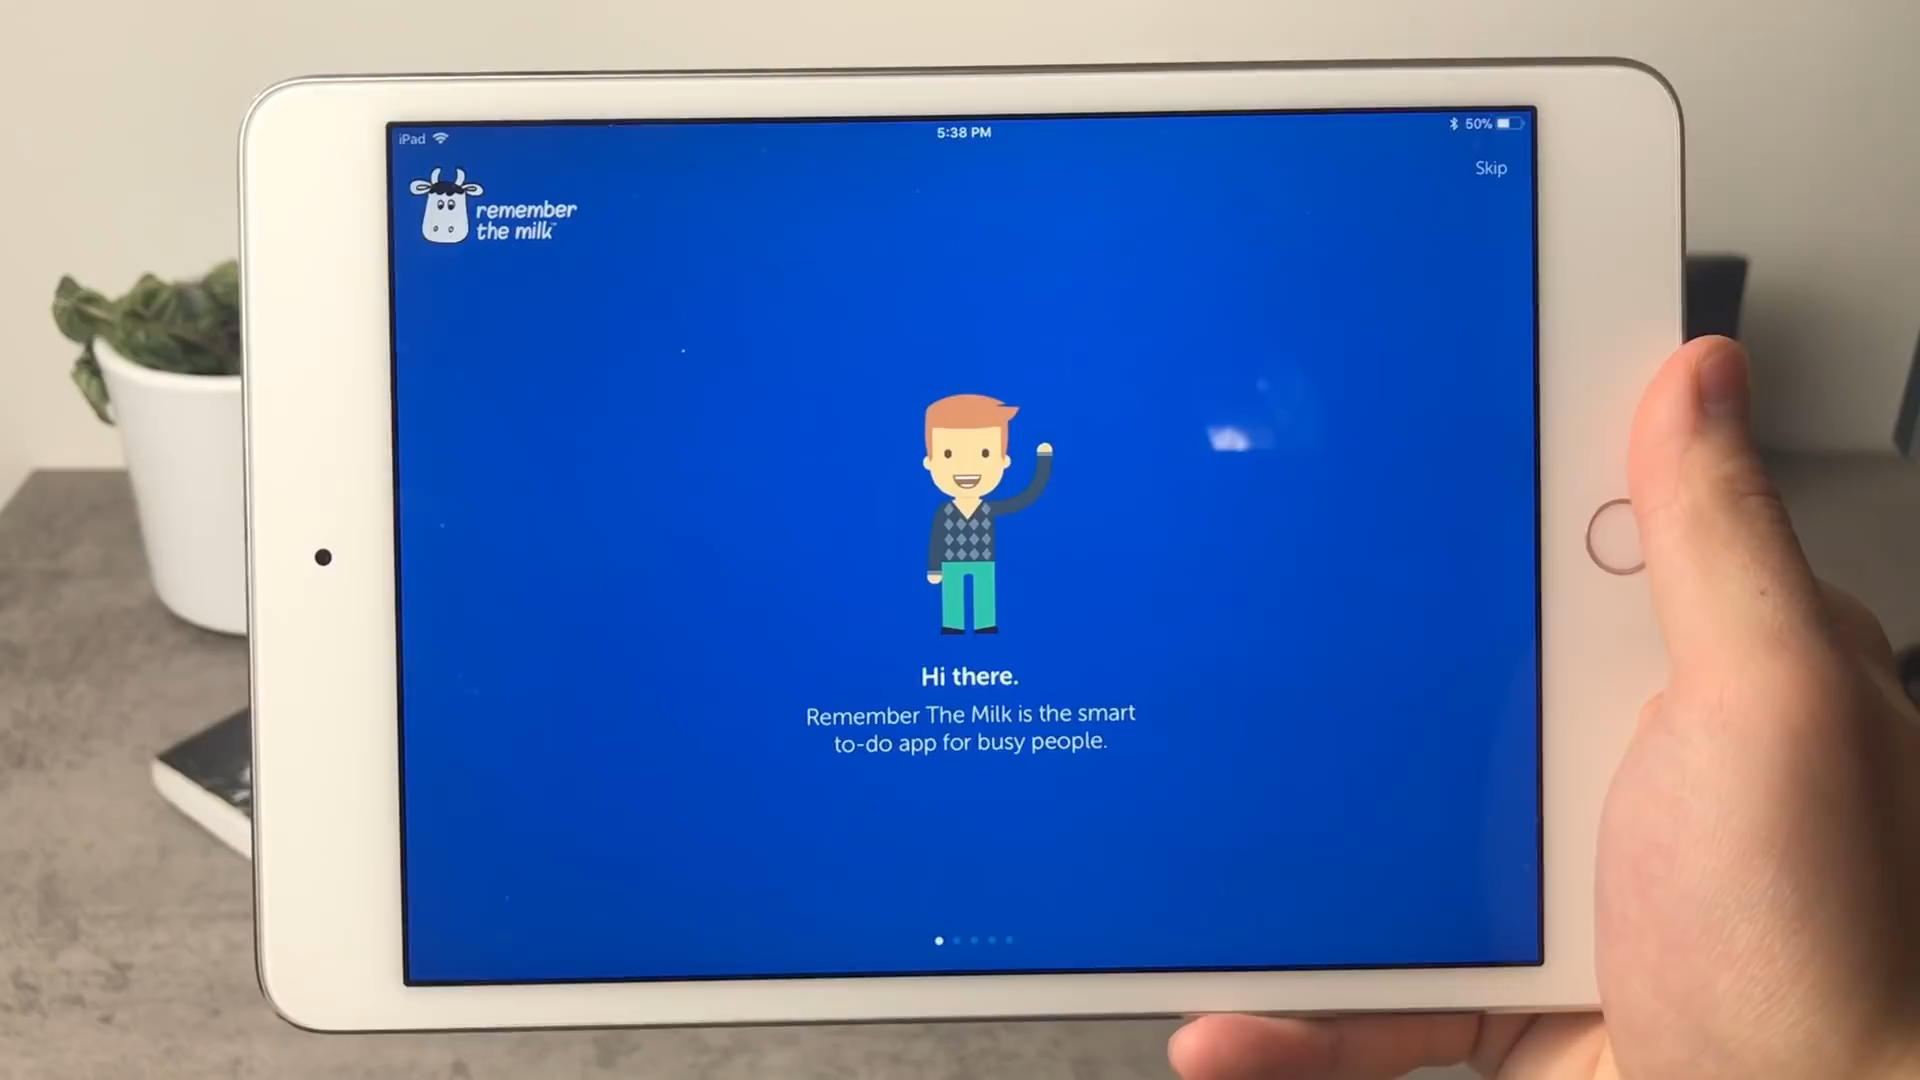 iPad
5:38 PM
50%
Skip
remember
the milk™
Hi there.
Remember The Milk is the smart
to-do app for busy people.